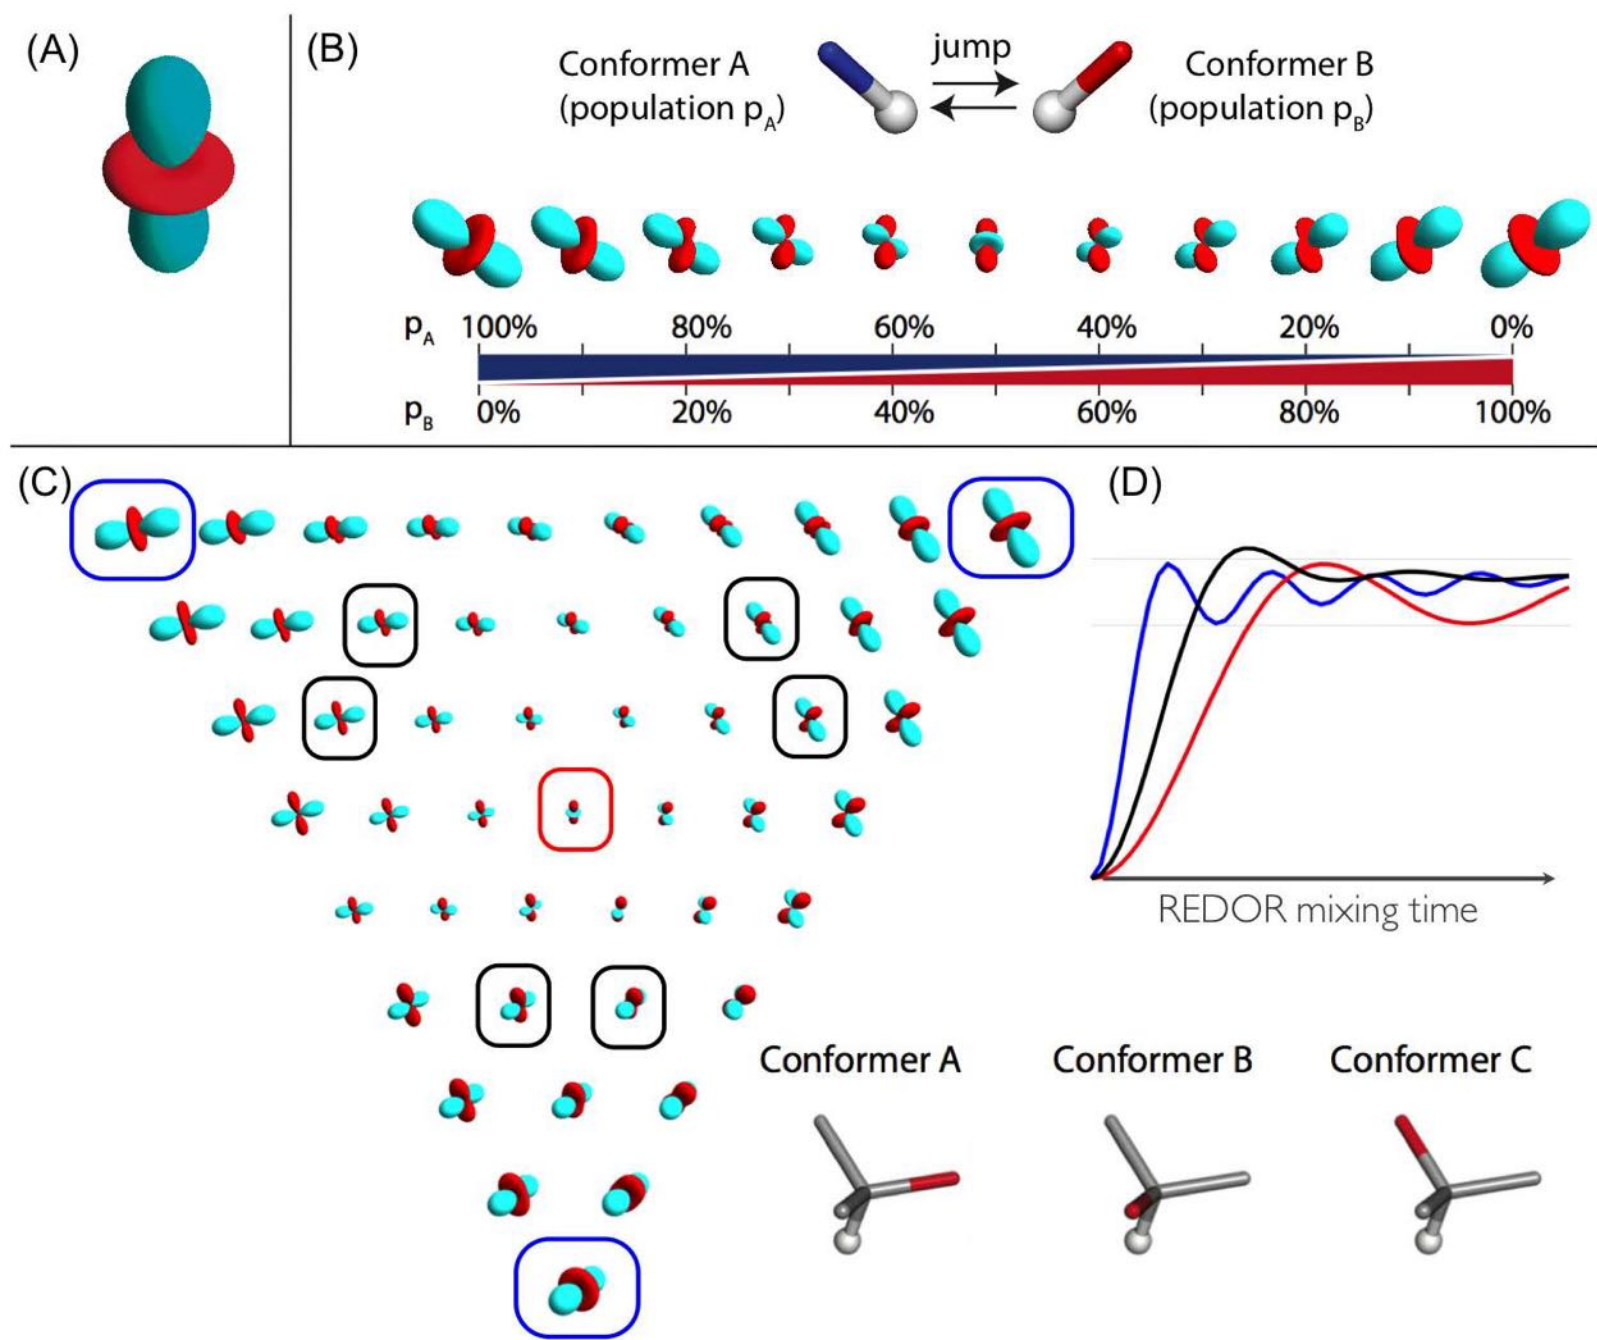 (A)
(B)
Conformer A
(population p_A)
jump
Conformer B
(population p_B)
p_A 100% 80% 60% 40% 20% 0%
p_B 0% 20% 40% 60% 80% 100%
(C)
(D)
REDOR mixing time
Conformer A Conformer B Conformer C